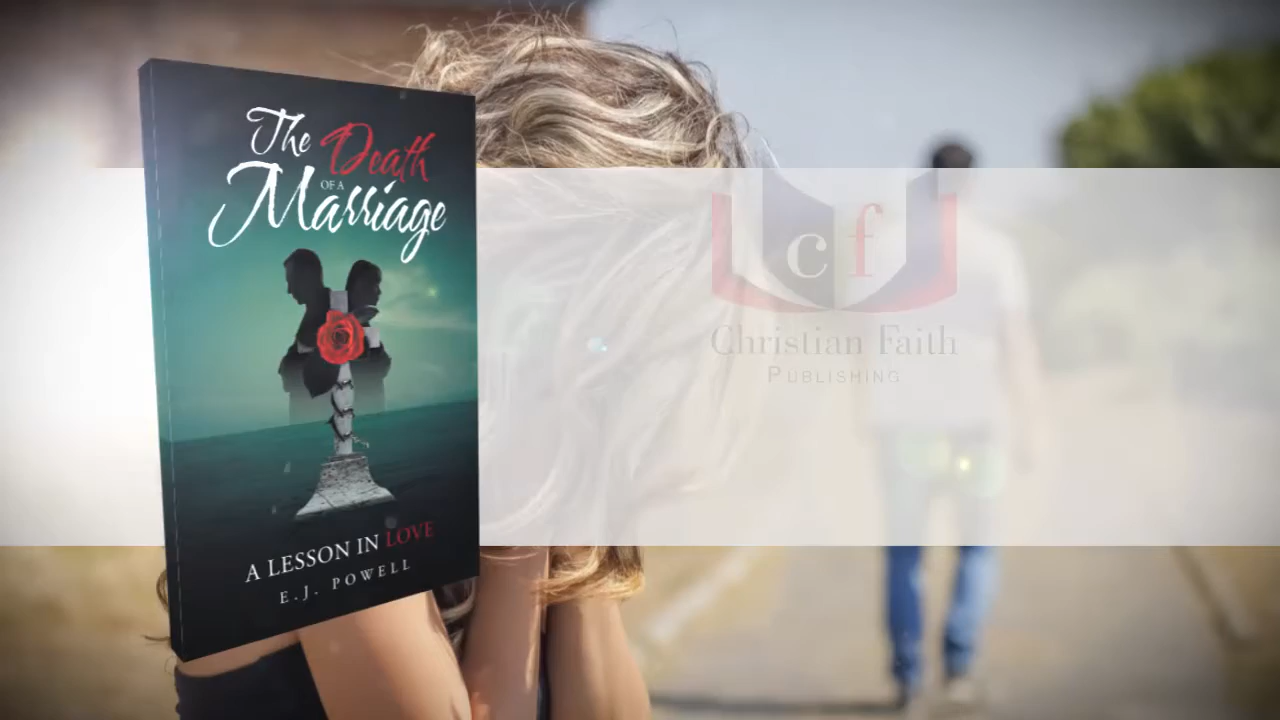 The Death
OF A
Marriage
A LESSON IN LOVE
E.J. POWELL
cf
Christian Faith
PUBLISHING